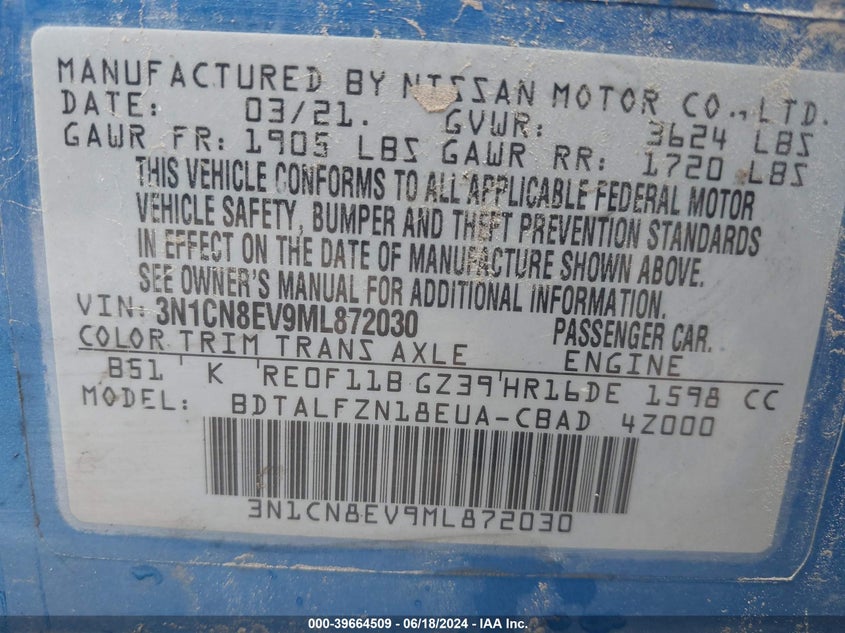 MANUFACTURED BY NISSAN MOTOR CO., LTD.
DATE: 03/21. GVWR: 3624 LBS
GAWR FR: 1905 LBS GAWR RR: 1720 LBS
THIS VEHICLE CONFORMS TO ALL APPLICABLE FEDERAL MOTOR
VEHICLE SAFETY, BUMPER AND THEFT PREVENTION STANDARDS
IN EFFECT ON THE DATE OF MANUFACTURE SHOWN ABOVE.
SEE OWNER'S MANUAL FOR ADDITIONAL INFORMATION.
VIN: 3N1CN8EV9ML872030 PASSENGER CAR.
COLOR TRIM TRANS AXLE ENGINE
B51 K RE0F11B GZ39 HR16DE 1598 CC
MODEL: BDTALFZN18EUA-CBAD 4Z000
3N1CN8EV9ML872030
000-39664509 - 06/18/2024 - IAA Inc.